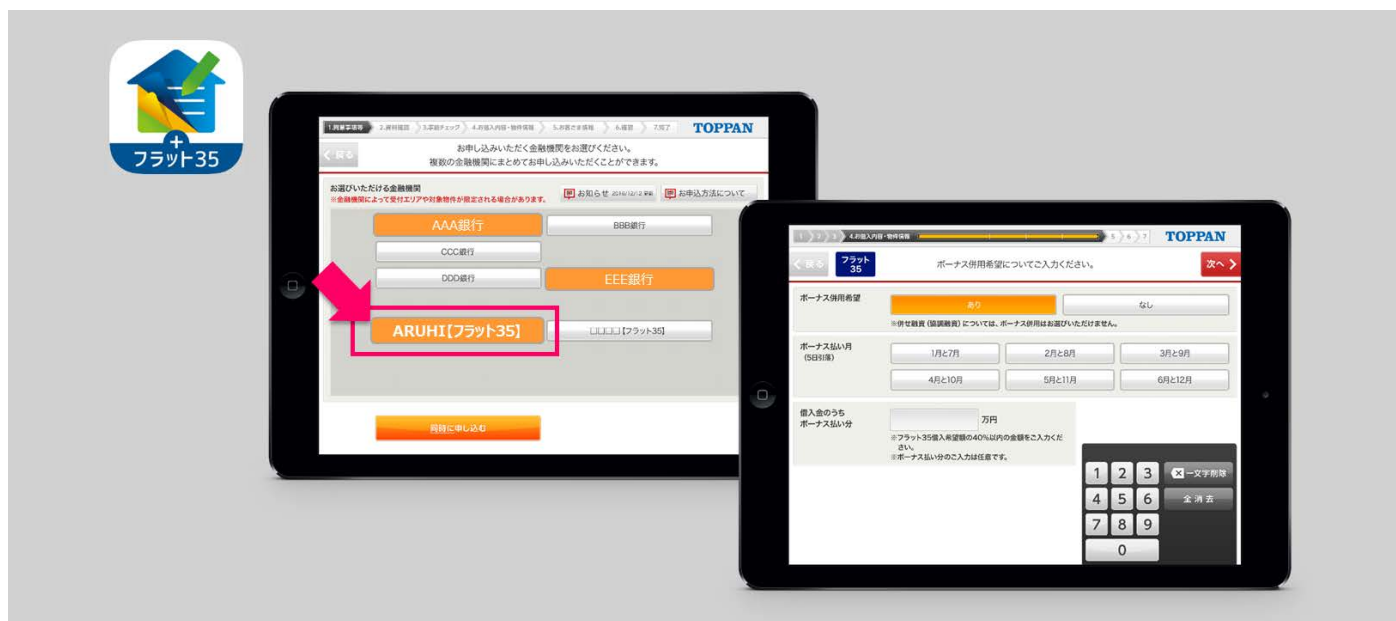 +
フラット35
1.同意事項等
4.お借入内容・物件情報
5.お客さま情報
6.確認
7.完了
TOPPAN
戻る
お申し込みいただく金融機関をお選びください。
複数の金融機関にまとめてお申し込みいただくことができます。
お選びいただける金融機関
※金融機関によって受付エリアや対象物件が限定される場合があります。
お知らせ 2016/12/12 更新
お申込方法について
AAA銀行
BBB銀行
CCC銀行
DDD銀行
EEE銀行
ARUHI【フラット35】
□□□□【フラット35】
同時に申し込む
1
2
3
4.お借入内容・物件情報
5
6
7
TOPPAN
戻る
フラット
35
ボーナス併用希望についてご入力ください。
次へ
ボーナス併用希望
あり
なし
※併せ融資（協調融資）については、ボーナス併用はお選びいただけません。
ボーナス払い月
（5日引落）
1月と7月
2月と8月
3月と9月
4月と10月
5月と11月
6月と12月
借入金のうち
ボーナス払い分
万円
※フラット35借入希望額の40%以内の金額をご入力くだ
さい。
※ボーナス払い分のご入力は任意です。
1 2 3 一文字削除
4 5 6 全消去
7 8 9
0